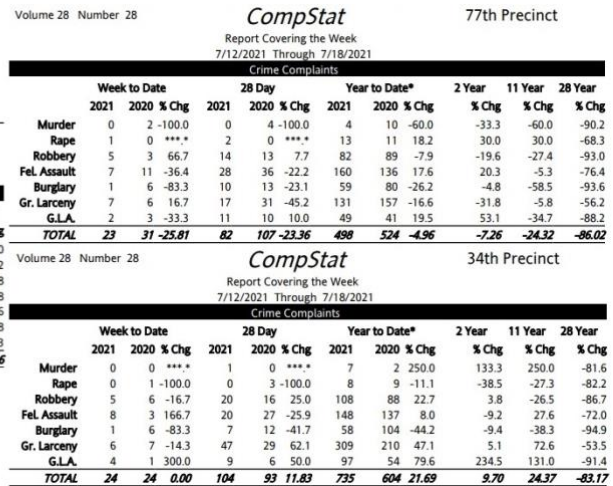 Volume 28 Number 28 CompStat 77th Precinct
Report Covering the Week
7/12/2021 Through 7/18/2021
Crime Complaints
Week to Date 28 Day Year to Date* 2 Year 11 Year 28 Year
2021 2020 % Chg 2021 2020 % Chg 2021 2020 % Chg % Chg % Chg % Chg
Murder 0 2 -100.0 0 4 -100.0 4 10 -60.0 -33.3 -60.0 -90.2
Rape 1 0 ***.* 2 0 ***.* 13 11 18.2 30.0 30.0 -68.3
Robbery 5 3 66.7 14 13 7.7 82 89 -7.9 -19.6 -27.4 -93.0
Fel. Assault 7 11 -36.4 28 36 -22.2 160 136 17.6 20.3 -5.3 -76.4
Burglary 1 6 -83.3 10 13 -23.1 59 80 -26.2 -4.8 -58.5 -93.6
Gr. Larceny 7 6 16.7 17 31 -45.2 131 157 -16.6 -31.8 -5.8 -56.2
G.L.A. 2 3 -33.3 11 10 10.0 49 41 19.5 53.1 -34.7 -88.2
TOTAL 23 31 -25.81 82 107 -23.36 498 524 -4.96 -7.26 -24.32 -86.02
Volume 28 Number 28 CompStat 34th Precinct
Report Covering the Week
7/12/2021 Through 7/18/2021
Crime Complaints
Week to Date 28 Day Year to Date* 2 Year 11 Year 28 Year
2021 2020 % Chg 2021 2020 % Chg 2021 2020 % Chg % Chg % Chg % Chg
Murder 0 0 ***.* 1 0 ***.* 7 2 250.0 133.3 250.0 -81.6
Rape 0 1 -100.0 0 3 -100.0 8 9 -11.1 -38.5 -27.3 -82.2
Robbery 5 6 -16.7 20 16 25.0 108 88 22.7 3.8 -26.5 -86.7
Fel. Assault 8 3 166.7 20 27 -25.9 148 137 8.0 -9.2 27.6 -72.0
Burglary 1 6 -83.3 7 12 -41.7 58 104 -44.2 -9.4 -38.3 -94.9
Gr. Larceny 6 7 -14.3 47 29 62.1 309 210 47.1 5.1 72.6 -53.5
G.L.A. 4 1 300.0 9 6 50.0 97 54 79.6 234.5 131.0 -91.4
TOTAL 24 24 0.00 104 93 11.83 735 604 21.69 9.70 24.37 -83.17